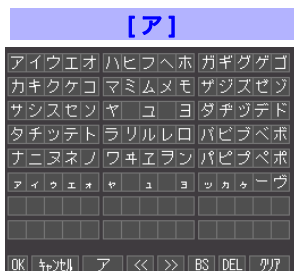 [ア]
アイウエオ ハヒフヘホ ガギグゲゴ
カキクケコ マミムメモ ザジズゼゾ
サシスセソ ヤ ユ ヨ ダヂヅデド
タチツテト ラリルレロ バビブベボ
ナニヌネノ ワヰヱヲン パピプペポ
ァィゥェォ ャ ュ ョ ッヵヶーヴ
OK キャンセル ア << >> BS DEL クリア